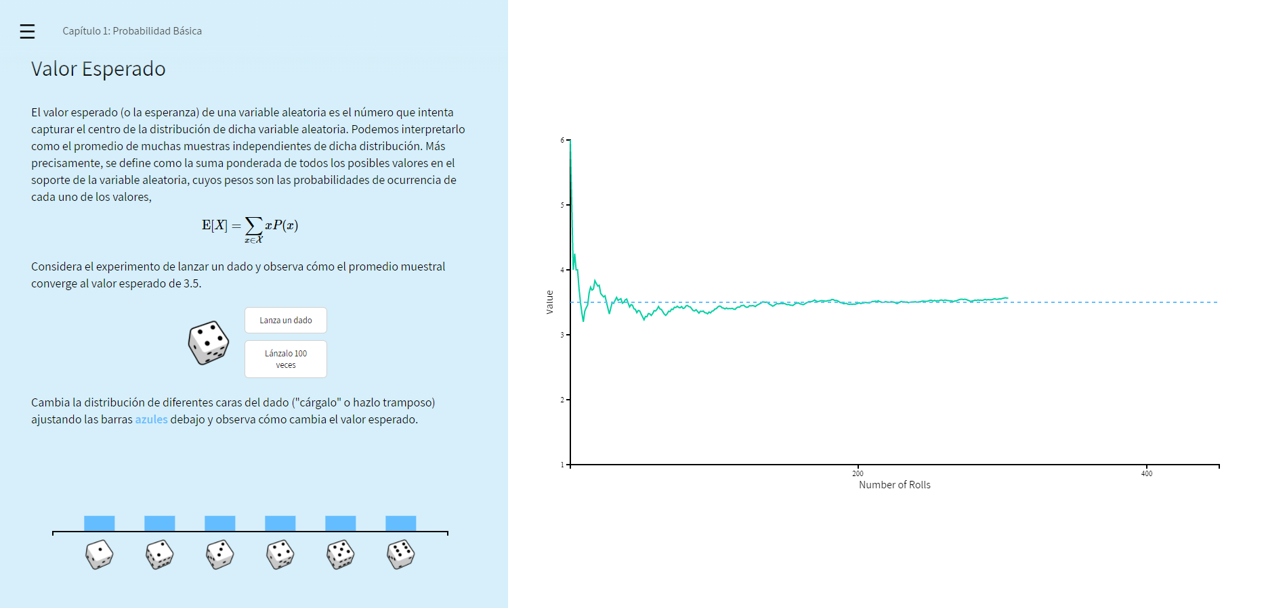 Capítulo 1: Probabilidad Básica
Valor Esperado
El valor esperado (o la esperanza) de una variable aleatoria es el número que intenta
capturar el centro de la distribución de dicha variable aleatoria. Podemos interpretarlo
como el promedio de muchas muestras independientes de dicha distribución. Más
precisamente, se define como la suma ponderada de todos los posibles valores en el
soporte de la variable aleatoria, cuyos pesos son las probabilidades de ocurrencia de
cada uno de los valores,
E[X] = ∑ xP(x)
x∈𝒳
Considera el experimento de lanzar un dado y observa cómo el promedio muestral
converge al valor esperado de 3.5.
Lanza un dado
Lánzalo 100
veces
Cambia la distribución de diferentes caras del dado ("cárgalo" o hazlo tramposo)
ajustando las barras azules debajo y observa cómo cambia el valor esperado.
6
5
4
3
2
1
Value
200
400
Number of Rolls